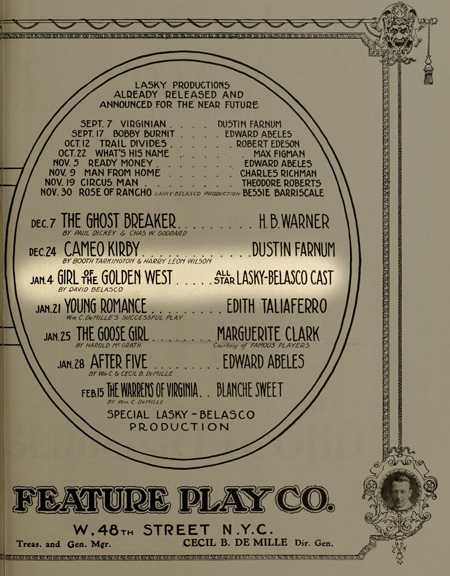 LASKY PRODUCTIONS
ALREADY RELEASED AND
ANNOUNCED FOR THE NEAR FUTURE
SEPT. 7 VIRGINIAN . . . . DUSTIN FARNUM
SEPT. 17 BOBBY BURNIT . . . . EDWARD ABELES
OCT. 12 TRAIL DIVIDES . . . . ROBERT EDESON
OCT. 22 WHAT'S HIS NAME . . . . MAX FIGMAN
NOV. 5 READY MONEY . . . . EDWARD ABELES
NOV. 9 MAN FROM HOME . . . . CHARLES RICHMAN
NOV. 19 CIRCUS MAN . . . . THEODORE ROBERTS
NOV. 30 ROSE OF RANCHO LASKY-BELASCO PRODUCTION BESSIE BARRISCALE
DEC. 7 THE GHOST BREAKER . . . . . . . . H. B. WARNER
BY PAUL DICKEY & CHAS W. GODDARD
DEC. 24 CAMEO KIRBY . . . . . . . . DUSTIN FARNUM
BY BOOTH TARKINGTON & HARRY LEON WILSON
JAN. 4 GIRL OF THE GOLDEN WEST . . . . . ALL STAR LASKY-BELASCO CAST
BY DAVID BELASCO
JAN. 21 YOUNG ROMANCE . . . . . . . EDITH TALIAFERRO
WM C. DEMILLE'S SUCCESSFUL PLAY
JAN. 25 THE GOOSE GIRL . . . . . . . MARGUERITE CLARK
BY HAROLD McGRATH Courtesy of FAMOUS PLAYERS
JAN. 28 AFTER FIVE . . . . . . . . EDWARD ABELES
BY WM C & CECIL B. DEMILLE
FEB. 15 THE WARRENS OF VIRGINIA . . BLANCHE SWEET
BY WM. C. DEMILLE
SPECIAL LASKY - BELASCO
PRODUCTION
FEATURE PLAY CO.
W. 48TH STREET N.Y.C.
Treas. and Gen. Mgr. CECIL B. DE MILLE Dir. Gen.